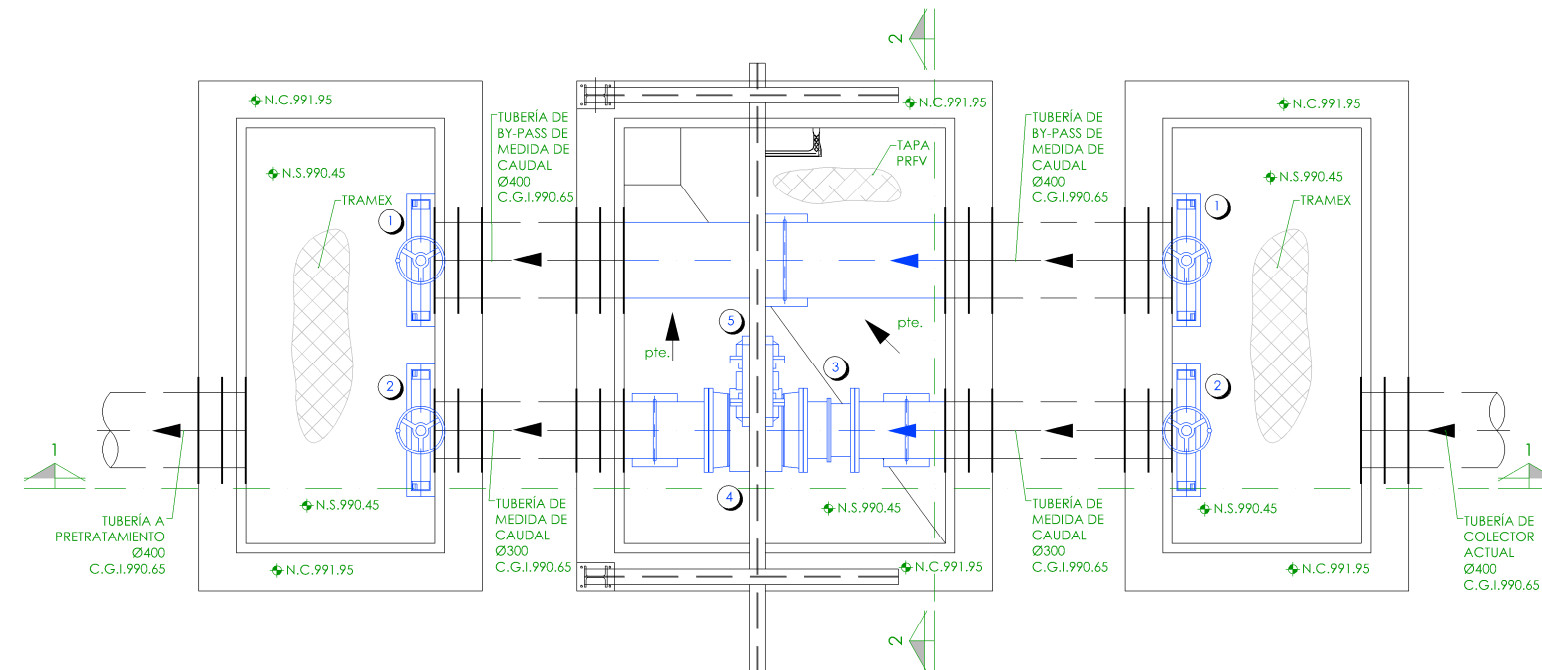 2
N.C.991.95
N.C.991.95
N.C.991.95
TUBERÍA DE
BY-PASS DE
MEDIDA DE
CAUDAL
Ø400
C.G.I.990.65
TUBERÍA DE
BY-PASS DE
MEDIDA DE
CAUDAL
Ø400
C.G.I.990.65
TAPA
PRFV
N.S.990.45
N.S.990.45
TRAMEX
TRAMEX
1
1
5
pte.
pte.
3
2
2
1
1
4
N.S.990.45
N.S.990.45
N.S.990.45
TUBERÍA A
PRETRATAMIENTO
Ø400
C.G.I.990.65
TUBERÍA DE
MEDIDA DE
CAUDAL
Ø300
C.G.I.990.65
TUBERÍA DE
MEDIDA DE
CAUDAL
Ø300
C.G.I.990.65
TUBERÍA DE
COLECTOR
ACTUAL
Ø400
C.G.I.990.65
N.C.991.95
N.C.991.95
N.C.991.95
2